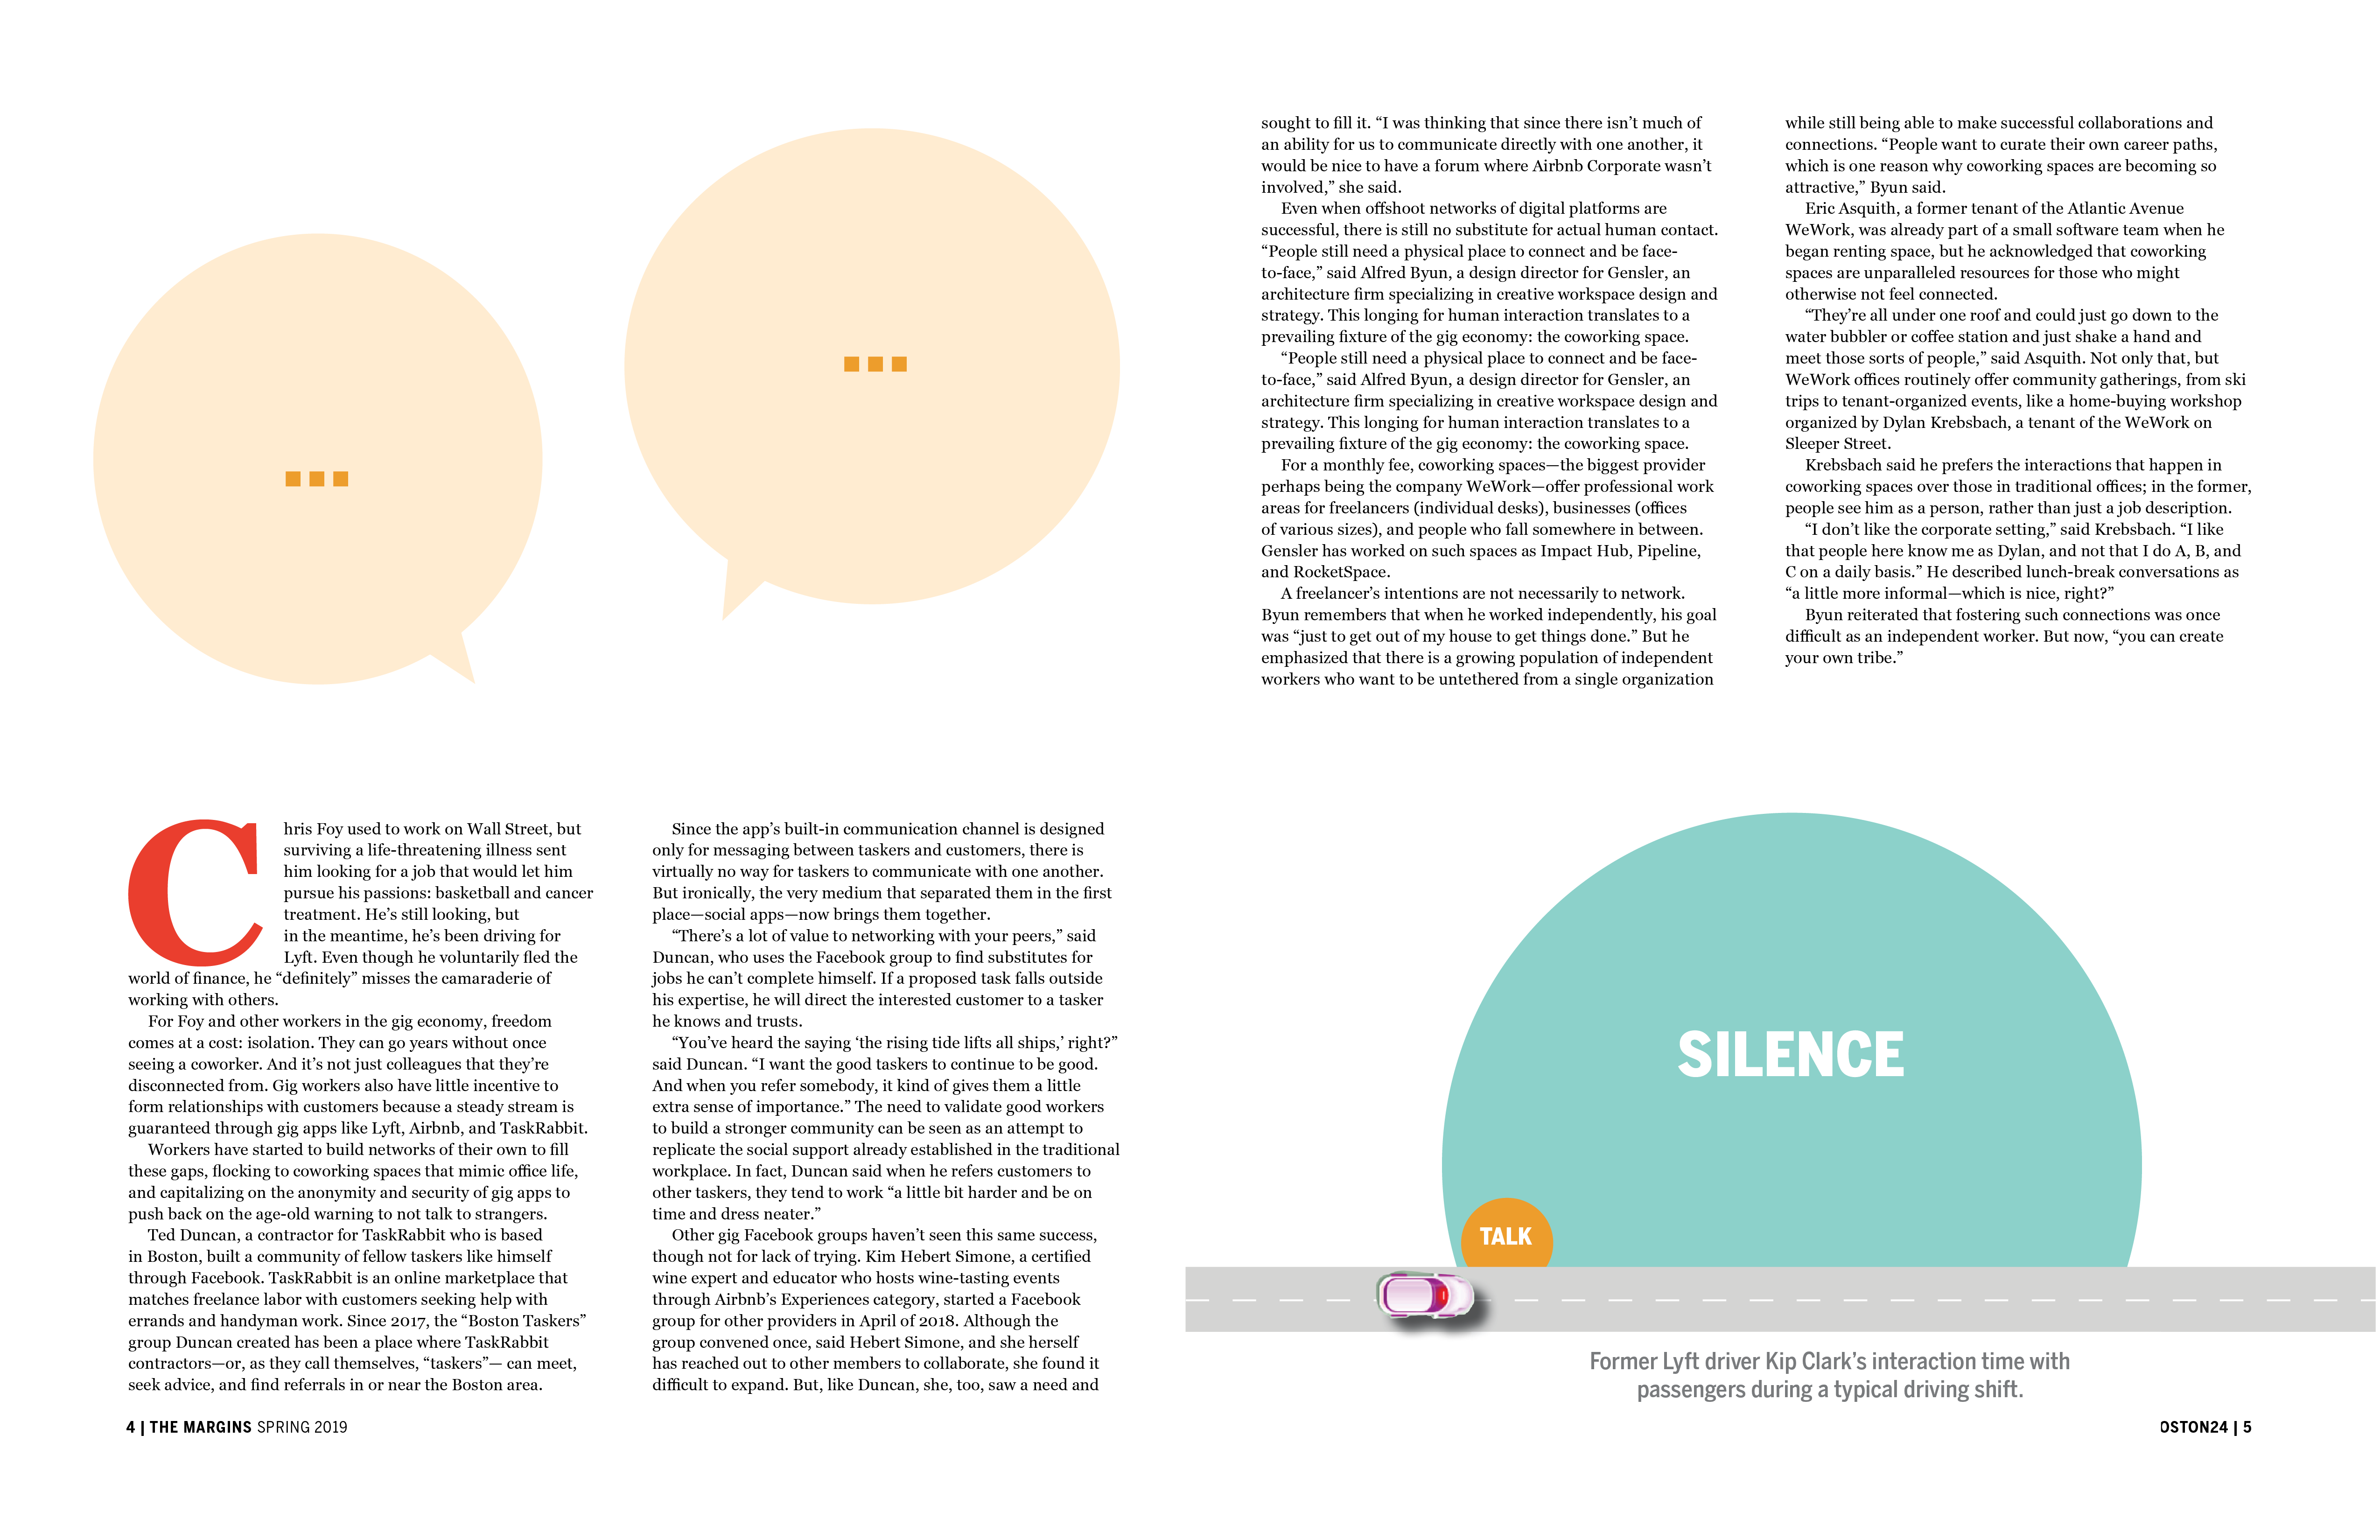 Chris Foy used to work on Wall Street, but
surviving a life-threatening illness sent
him looking for a job that would let him
pursue his passions: basketball and cancer
treatment. He’s still looking, but
in the meantime, he’s been driving for
Lyft. Even though he voluntarily fled the
world of finance, he “definitely” misses the camaraderie of
working with others.
For Foy and other workers in the gig economy, freedom
comes at a cost: isolation. They can go years without once
seeing a coworker. And it’s not just colleagues that they’re
disconnected from. Gig workers also have little incentive to
form relationships with customers because a steady stream is
guaranteed through gig apps like Lyft, Airbnb, and TaskRabbit.
Workers have started to build networks of their own to fill
these gaps, flocking to coworking spaces that mimic office life,
and capitalizing on the anonymity and security of gig apps to
push back on the age-old warning to not talk to strangers.
Ted Duncan, a contractor for TaskRabbit who is based
in Boston, built a community of fellow taskers like himself
through Facebook. TaskRabbit is an online marketplace that
matches freelance labor with customers seeking help with
errands and handyman work. Since 2017, the “Boston Taskers”
group Duncan created has been a place where TaskRabbit
contractors—or, as they call themselves, “taskers”— can meet,
seek advice, and find referrals in or near the Boston area.
Since the app’s built-in communication channel is designed
only for messaging between taskers and customers, there is
virtually no way for taskers to communicate with one another.
But ironically, the very medium that separated them in the first
place—social apps—now brings them together.
“There’s a lot of value to networking with your peers,” said
Duncan, who uses the Facebook group to find substitutes for
jobs he can’t complete himself. If a proposed task falls outside
his expertise, he will direct the interested customer to a tasker
he knows and trusts.
“You’ve heard the saying ‘the rising tide lifts all ships,’ right?”
said Duncan. “I want the good taskers to continue to be good.
And when you refer somebody, it kind of gives them a little
extra sense of importance.” The need to validate good workers
to build a stronger community can be seen as an attempt to
replicate the social support already established in the traditional
workplace. In fact, Duncan said when he refers customers to
other taskers, they tend to work “a little bit harder and be on
time and dress neater.”
Other gig Facebook groups haven’t seen this same success,
though not for lack of trying. Kim Hebert Simone, a certified
wine expert and educator who hosts wine-tasting events
through Airbnb’s Experiences category, started a Facebook
group for other providers in April of 2018. Although the
group convened once, said Hebert Simone, and she herself
has reached out to other members to collaborate, she found it
difficult to expand. But, like Duncan, she, too, saw a need and
4 | THE MARGINS SPRING 2019
sought to fill it. “I was thinking that since there isn’t much of
an ability for us to communicate directly with one another, it
would be nice to have a forum where Airbnb Corporate wasn’t
involved,” she said.
Even when offshoot networks of digital platforms are
successful, there is still no substitute for actual human contact.
“People still need a physical place to connect and be face-
to-face,” said Alfred Byun, a design director for Gensler, an
architecture firm specializing in creative workspace design and
strategy. This longing for human interaction translates to a
prevailing fixture of the gig economy: the coworking space.
“People still need a physical place to connect and be face-
to-face,” said Alfred Byun, a design director for Gensler, an
architecture firm specializing in creative workspace design and
strategy. This longing for human interaction translates to a
prevailing fixture of the gig economy: the coworking space.
For a monthly fee, coworking spaces—the biggest provider
perhaps being the company WeWork—offer professional work
areas for freelancers (individual desks), businesses (offices
of various sizes), and people who fall somewhere in between.
Gensler has worked on such spaces as Impact Hub, Pipeline,
and RocketSpace.
A freelancer’s intentions are not necessarily to network.
Byun remembers that when he worked independently, his goal
was “just to get out of my house to get things done.” But he
emphasized that there is a growing population of independent
workers who want to be untethered from a single organization
while still being able to make successful collaborations and
connections. “People want to curate their own career paths,
which is one reason why coworking spaces are becoming so
attractive,” Byun said.
Eric Asquith, a former tenant of the Atlantic Avenue
WeWork, was already part of a small software team when he
began renting space, but he acknowledged that coworking
spaces are unparalleled resources for those who might
otherwise not feel connected.
“They’re all under one roof and could just go down to the
water bubbler or coffee station and just shake a hand and
meet those sorts of people,” said Asquith. Not only that, but
WeWork offices routinely offer community gatherings, from ski
trips to tenant-organized events, like a home-buying workshop
organized by Dylan Krebsbach, a tenant of the WeWork on
Sleeper Street.
Krebsbach said he prefers the interactions that happen in
coworking spaces over those in traditional offices; in the former,
people see him as a person, rather than just a job description.
“I don’t like the corporate setting,” said Krebsbach. “I like
that people here know me as Dylan, and not that I do A, B, and
C on a daily basis.” He described lunch-break conversations as
“a little more informal—which is nice, right?”
Byun reiterated that fostering such connections was once
difficult as an independent worker. But now, “you can create
your own tribe.”
SILENCE
TALK
Former Lyft driver Kip Clark’s interaction time with
passengers during a typical driving shift.
OSTON24 | 5